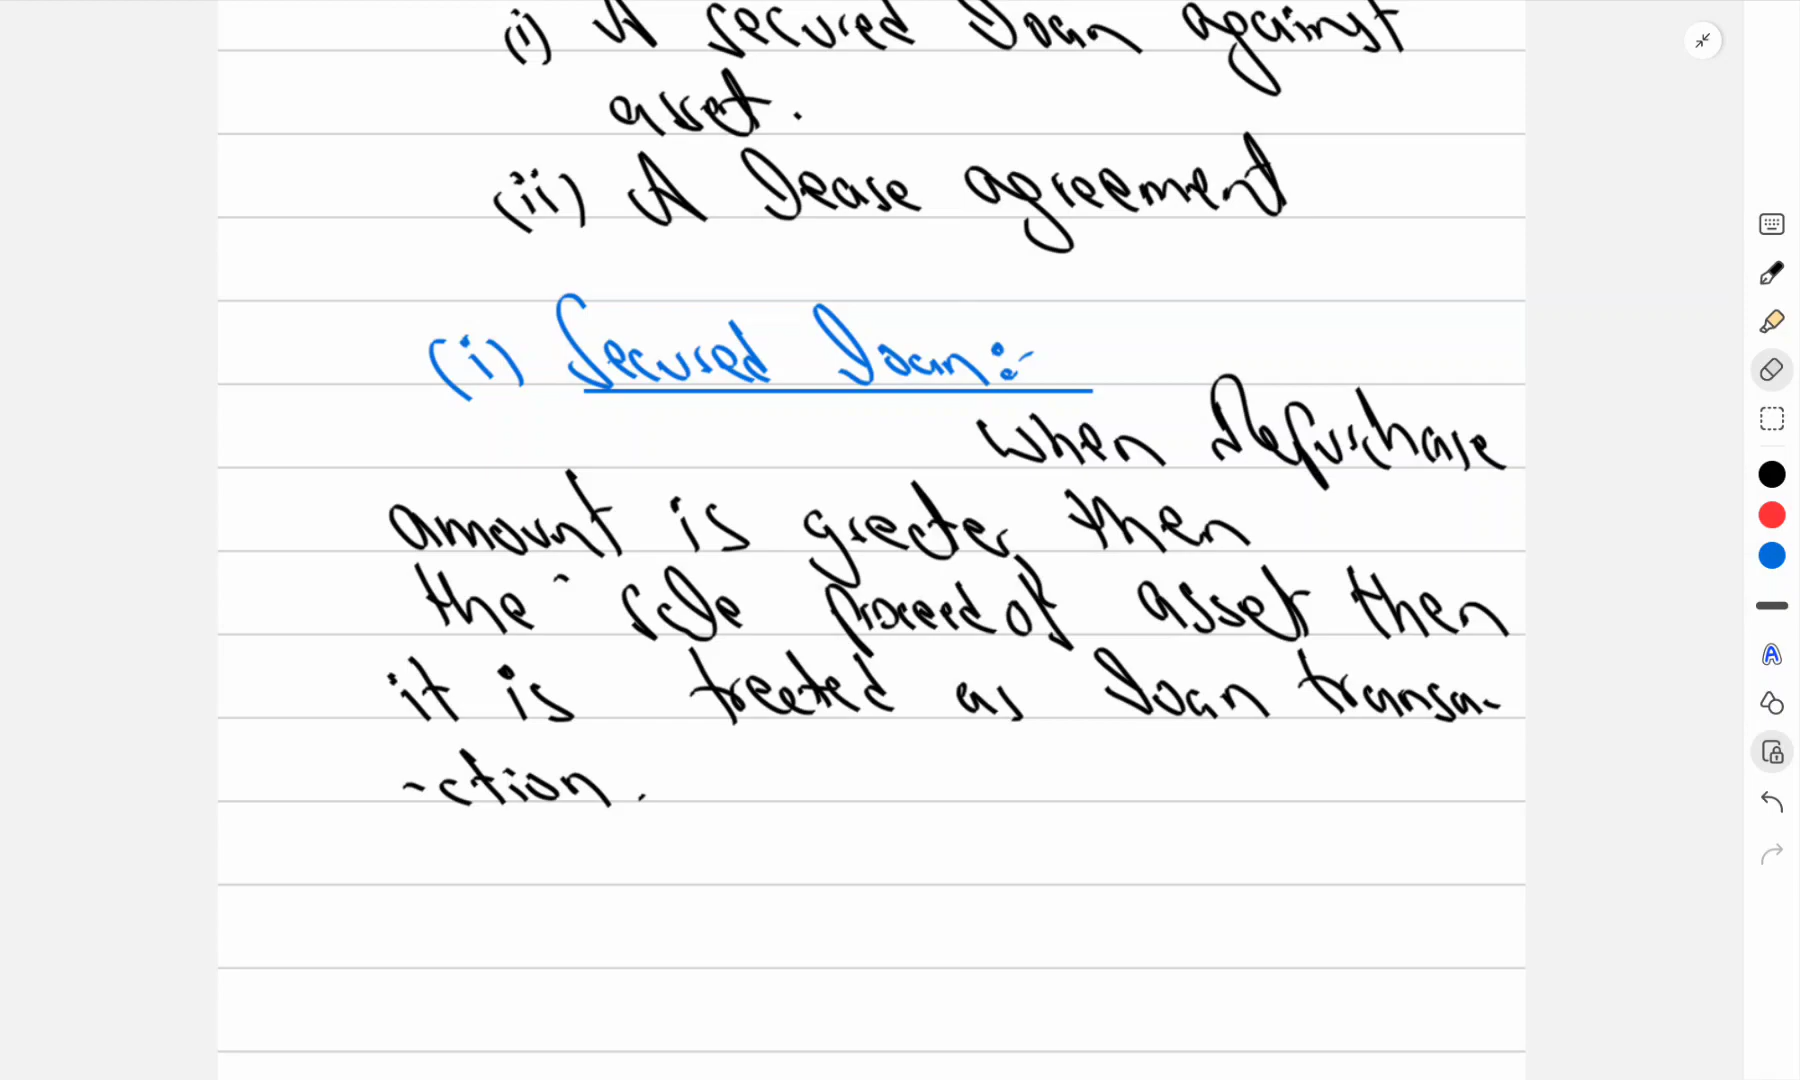 (i) A secured loan against
asset.
(ii) A lease agreement
(i) Secured loan:-
when Repurchase
amount is greater then
the sale proceed of asset then
it is treated as loan transa-
-ction.